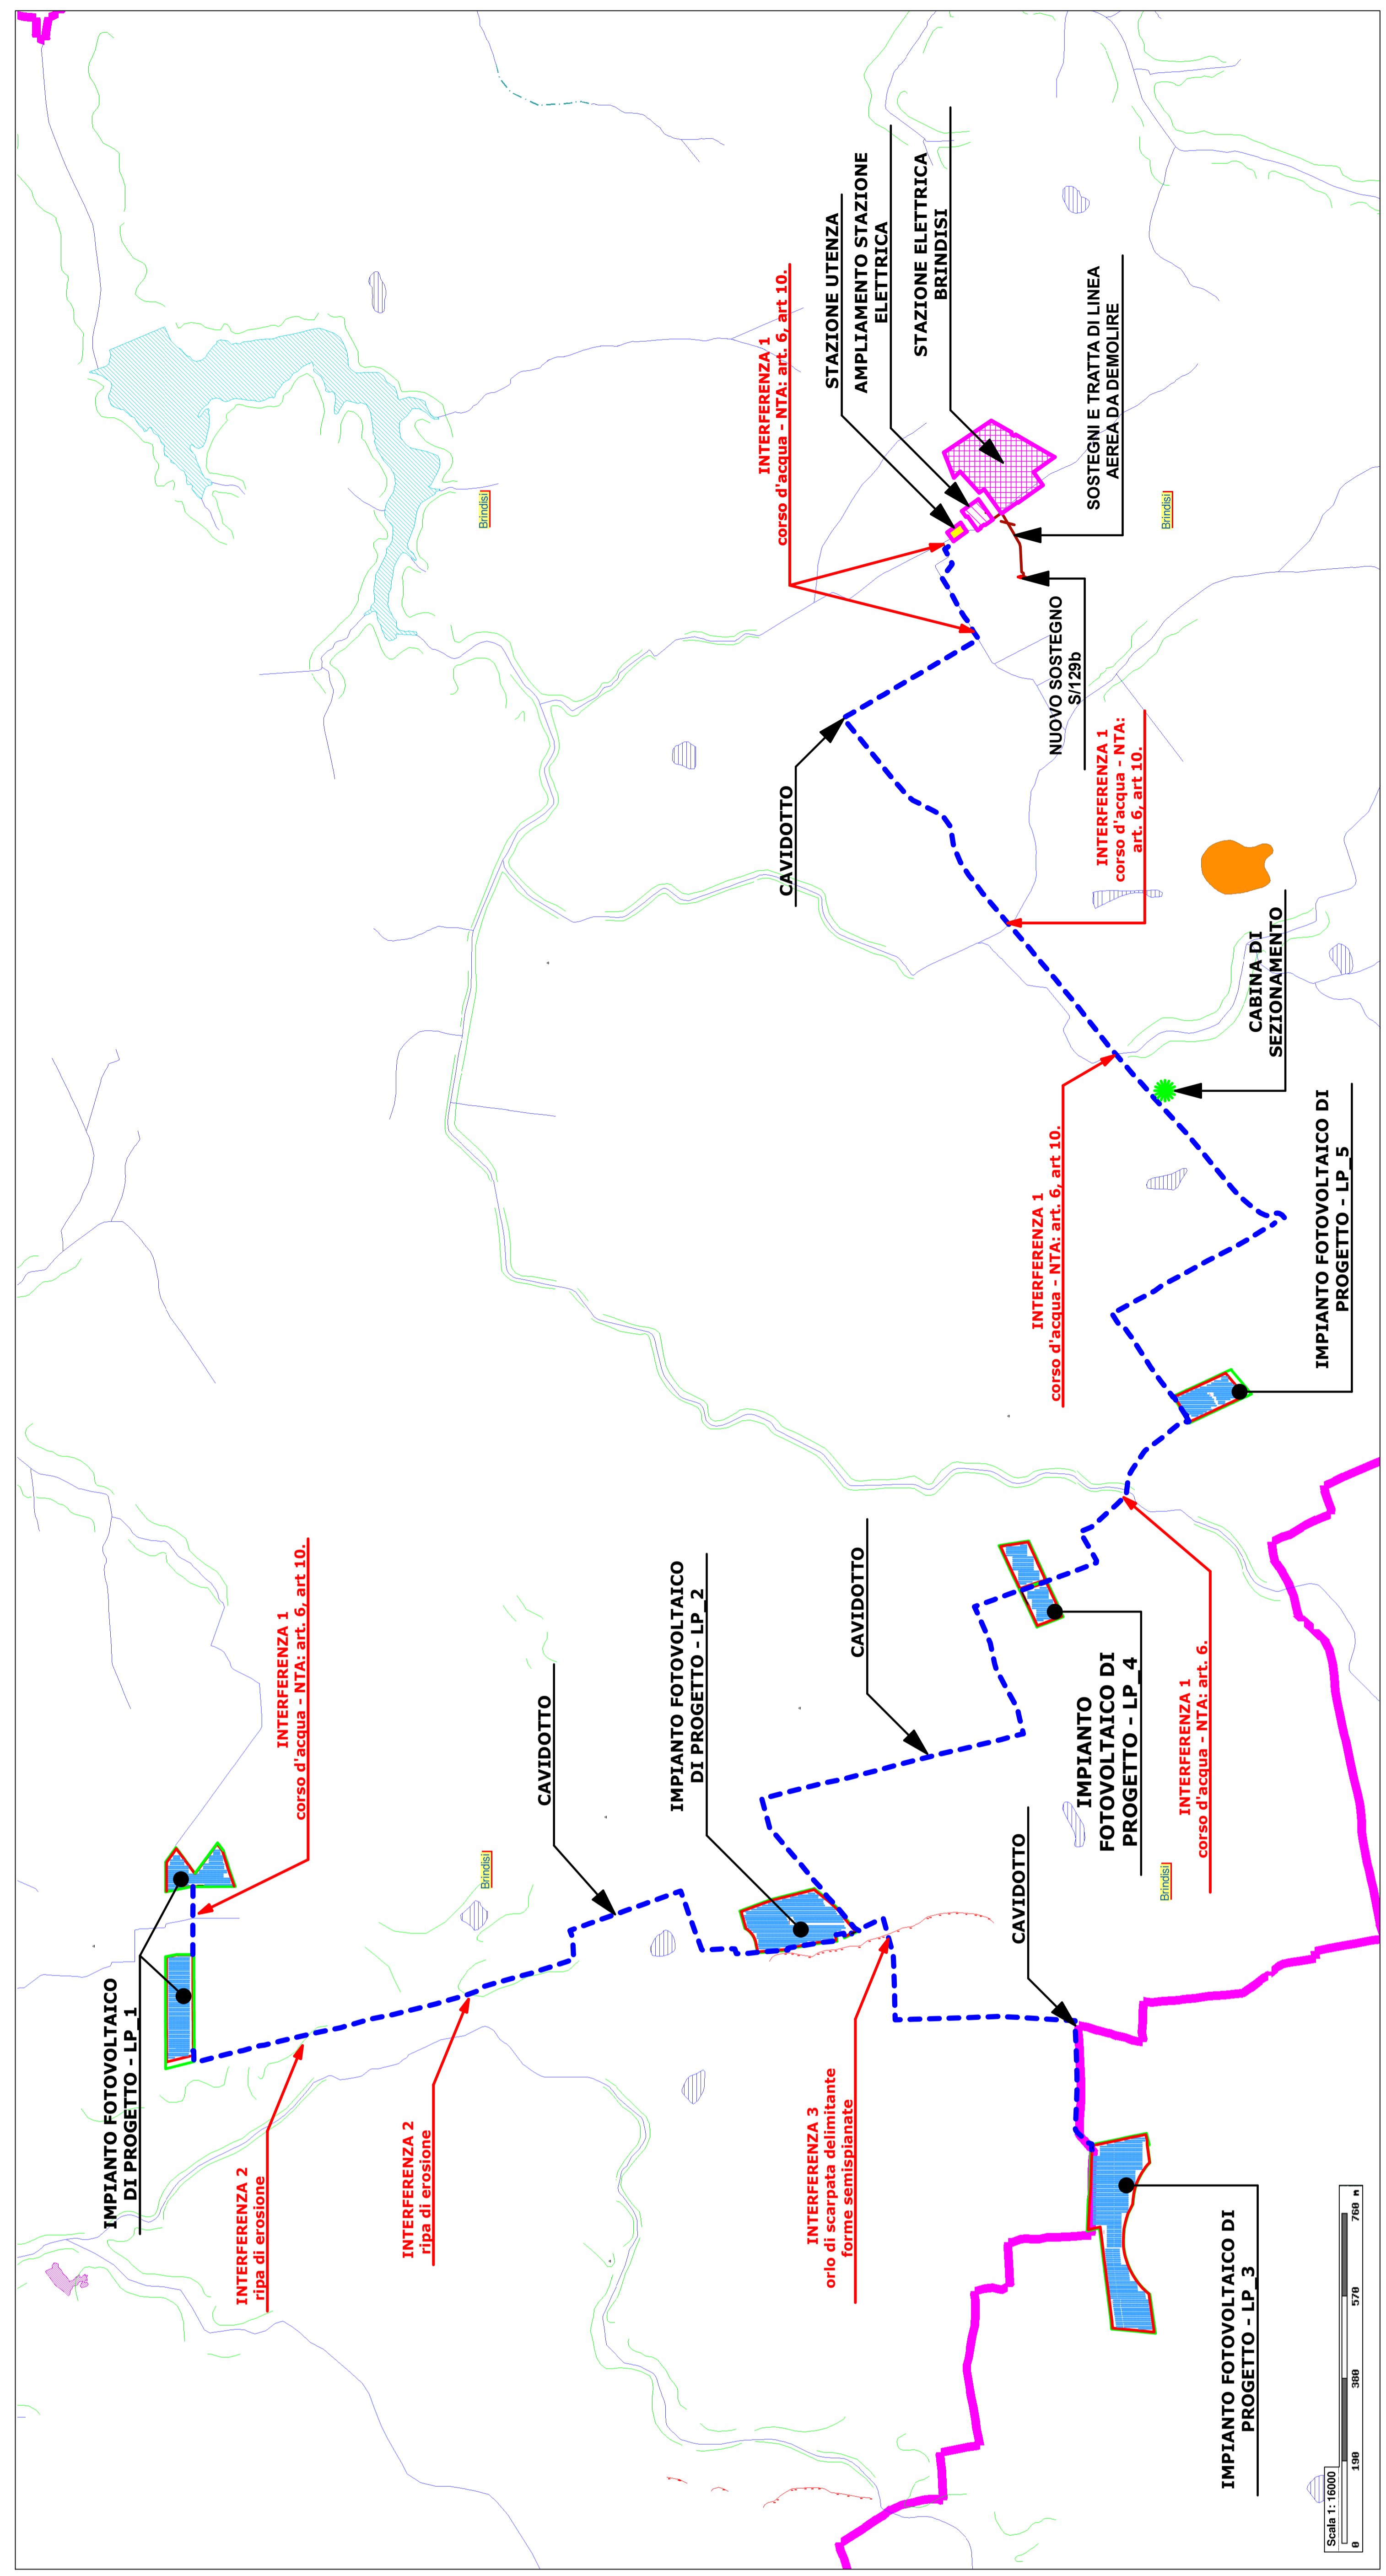 IMPIANTO FOTOVOLTAICO
DI PROGETTO - LP_1
INTERFERENZA 2
ripa di erosione
INTERFERENZA 1
corso d'acqua - NTA: art. 6, art 10.
INTERFERENZA 2
ripa di erosione
Brindisi
Brindisi
CAVIDOTTO
IMPIANTO FOTOVOLTAICO
DI PROGETTO - LP_2
INTERFERENZA 1
corso d'acqua - NTA: art. 6, art 10.
CAVIDOTTO
INTERFERENZA 3
orlo di scarpata delimitante
forme semispianate
STAZIONE UTENZA
CAVIDOTTO
AMPLIAMENTO STAZIONE
ELETTRICA
STAZIONE ELETTRICA
BRINDISI
CAVIDOTTO
INTERFERENZA 1
corso d'acqua - NTA: art. 6, art 10.
NUOVO SOSTEGNO
S/129b
IMPIANTO
FOTOVOLTAICO DI
PROGETTO - LP_4
SOSTEGNI E TRATTA DI LINEA
AEREA DA DEMOLIRE
INTERFERENZA 1
corso d'acqua - NTA:
art. 6, art 10.
Brindisi
Brindisi
INTERFERENZA 1
corso d'acqua - NTA: art. 6.
IMPIANTO FOTOVOLTAICO DI
PROGETTO - LP_3
CABINA DI
SEZIONAMENTO
IMPIANTO FOTOVOLTAICO DI
PROGETTO - LP_5
Scala 1: 16000
0 190 380 570 760 m